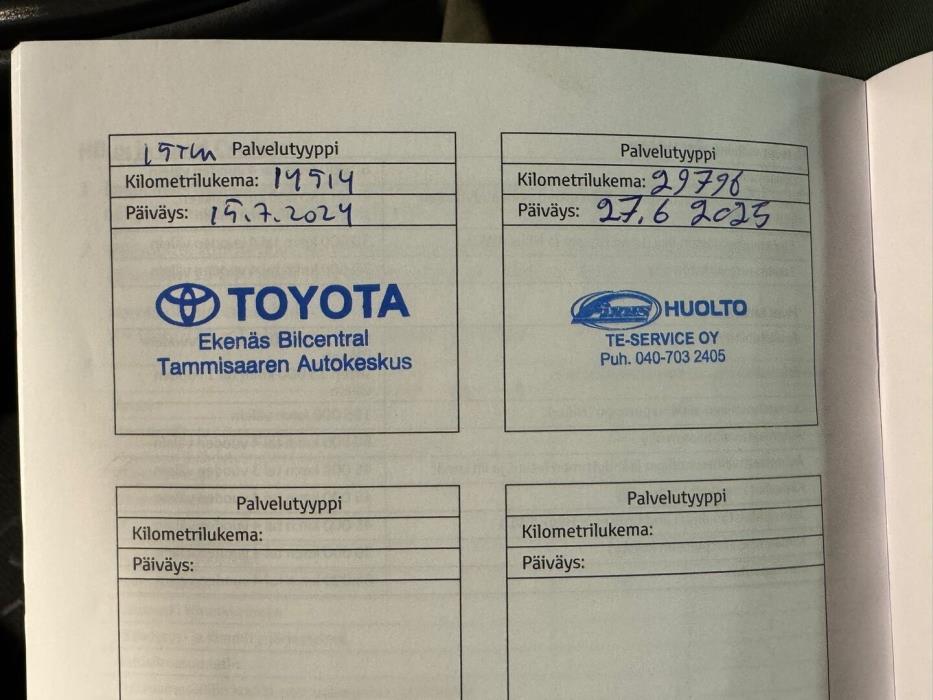 15TKM Palvelutyyppi
Kilometrilukema: 14514
Päiväys: 15.7.2024
TOYOTA
Ekenäs Bilcentral
Tammisaaren Autokeskus
Palvelutyyppi
Kilometrilukema: 29796
Päiväys: 27.6 2025
HUOLTO
TE-SERVICE OY
Puh. 040-703 2405
Palvelutyyppi
Kilometrilukema:
Päiväys:
Palvelutyyppi
Kilometrilukema:
Päiväys: